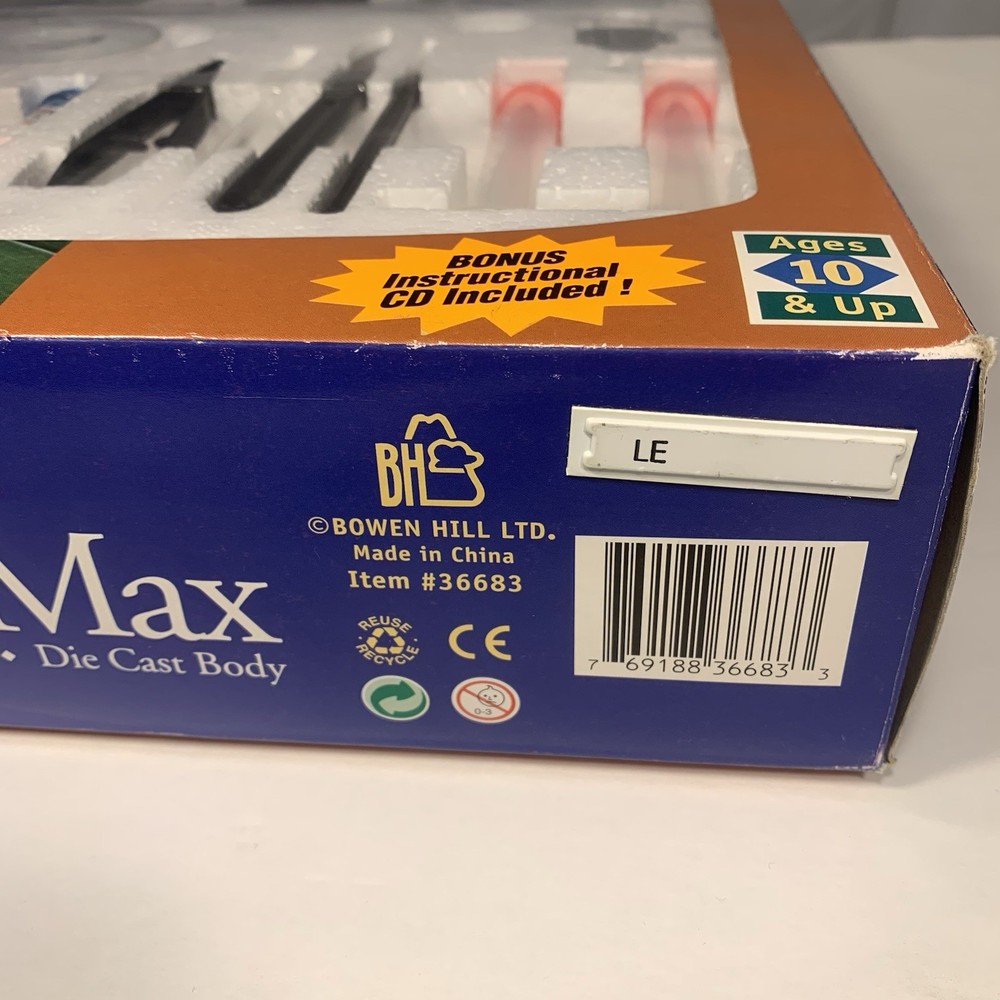 BONUS
Instructional
CD Included !
Ages
10
& Up
BH
LE
©BOWEN HILL LTD.
Made in China
Item #36683
Max
• Die Cast Body
REUSE
RECYCLE
CE
0-3
7 69188 36683 3